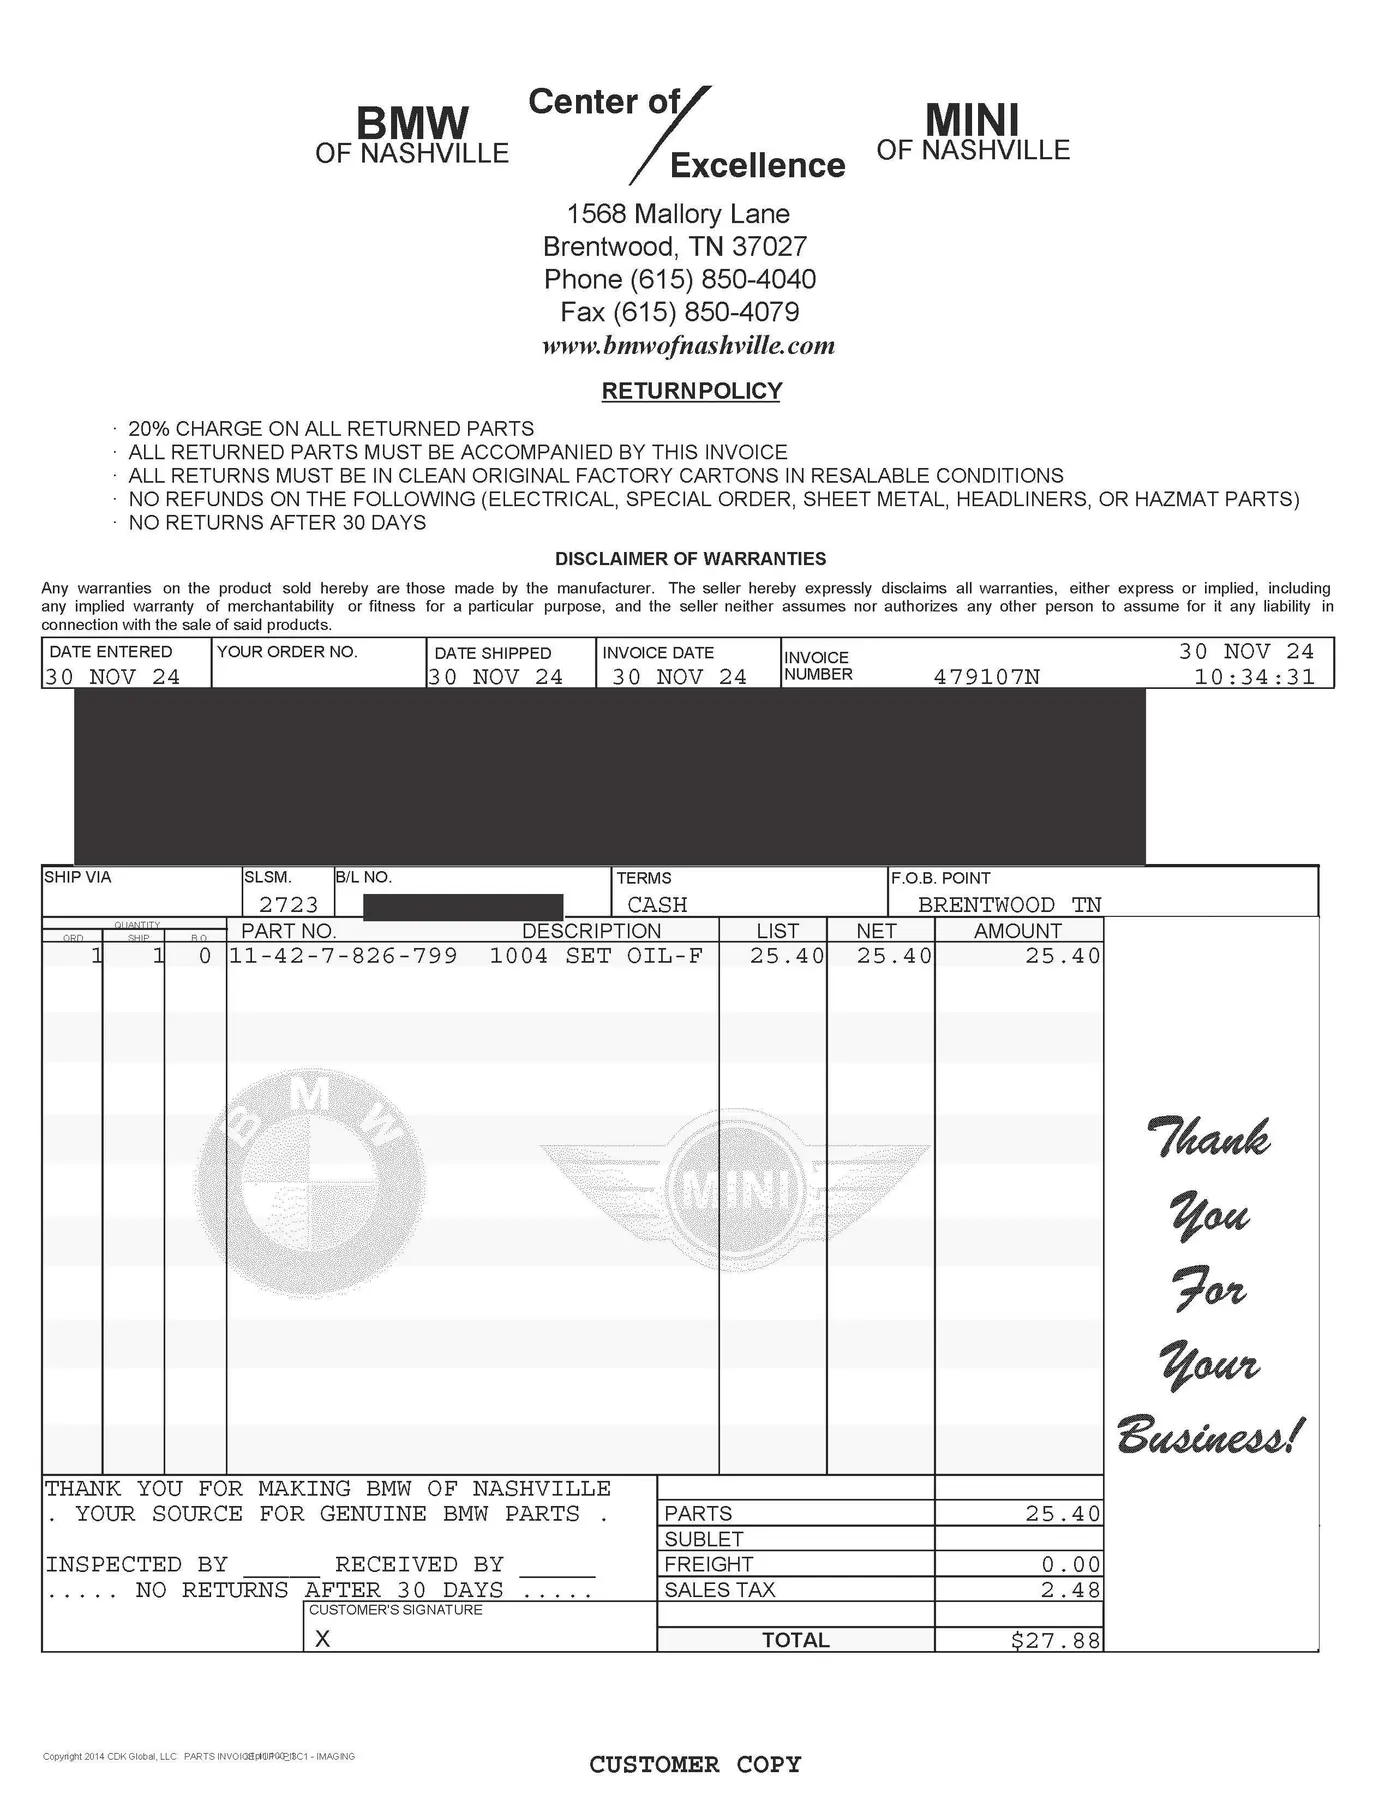 BMW
OF NASHVILLE
Center of
Excellence
MINI
OF NASHVILLE
1568 Mallory Lane
Brentwood, TN 37027
Phone (615) 850-4040
Fax (615) 850-4079
www.bmwofnashville.com
RETURN POLICY
· 20% CHARGE ON ALL RETURNED PARTS
· ALL RETURNED PARTS MUST BE ACCOMPANIED BY THIS INVOICE
· ALL RETURNS MUST BE IN CLEAN ORIGINAL FACTORY CARTONS IN RESALABLE CONDITIONS
· NO REFUNDS ON THE FOLLOWING (ELECTRICAL, SPECIAL ORDER, SHEET METAL, HEADLINERS, OR HAZMAT PARTS)
· NO RETURNS AFTER 30 DAYS
DISCLAIMER OF WARRANTIES
Any warranties on the product sold hereby are those made by the manufacturer. The seller hereby expressly disclaims all warranties, either express or implied, including
any implied warranty of merchantability or fitness for a particular purpose, and the seller neither assumes nor authorizes any other person to assume for it any liability in
connection with the sale of said products.
DATE ENTERED YOUR ORDER NO. DATE SHIPPED INVOICE DATE INVOICE NUMBER 30 NOV 24
30 NOV 24 30 NOV 24 30 NOV 24 479107N 10:34:31
SHIP VIA SLSM. B/L NO. TERMS F.O.B. POINT
2723 CASH BRENTWOOD TN
QUANTITY
ORD SHIP B.O. PART NO. DESCRIPTION LIST NET AMOUNT
1 1 0 11-42-7-826-799 1004 SET OIL-F 25.40 25.40 25.40
BMW
MINI
Thank
You
For
Your
Business!
THANK YOU FOR MAKING BMW OF NASHVILLE
. YOUR SOURCE FOR GENUINE BMW PARTS . PARTS 25.40
SUBLET
INSPECTED BY _____ RECEIVED BY _____ FREIGHT 0.00
..... NO RETURNS AFTER 30 DAYS ..... SALES TAX 2.48
CUSTOMER'S SIGNATURE
X TOTAL $27.88
Copyright 2014 CDK Global, LLC PARTS INVOICE - IMAGING
CUSTOMER COPY